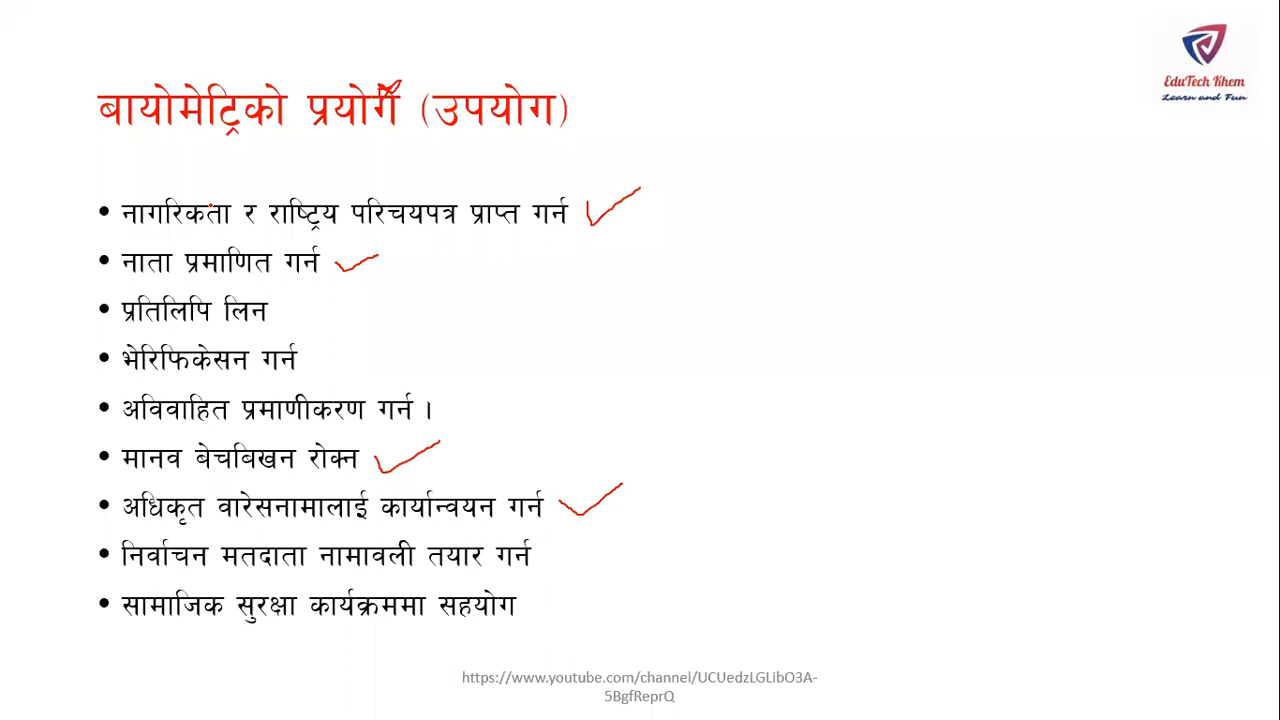 EduTech Khem
Learn and Fun
बायोमेट्रिको प्रयोग (उपयोग)
• नागरिकता र राष्ट्रिय परिचयपत्र प्राप्त गर्न
• नाता प्रमाणित गर्न
• प्रतिलिपि लिन
• भेरिफिकेसन गर्न
• अविवाहित प्रमाणीकरण गर्न ।
• मानव बेचबिखन रोक्न
• अधिकृत वारेसनामालाई कार्यान्वयन गर्न
• निर्वाचन मतदाता नामावली तयार गर्न
• सामाजिक सुरक्षा कार्यक्रममा सहयोग
https://www.youtube.com/channel/UCUedzLGLibO3A-
5BgfReprQ